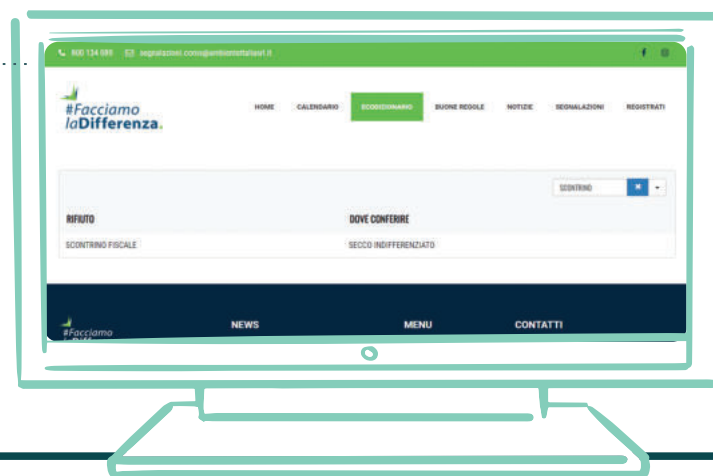 800 134 989 segnalazioni.como@ambienteitaliasrl.it
#Facciamo
laDifferenza.
HOME CALENDARIO ECODIZIONARIO BUONE REGOLE NOTIZIE SEGNALAZIONI REGISTRATI
SCONTRINO
RIFIUTO DOVE CONFERIRE
SCONTRINO FISCALE SECCO INDIFFERENZIATO
#Facciamo
NEWS MENU CONTATTI